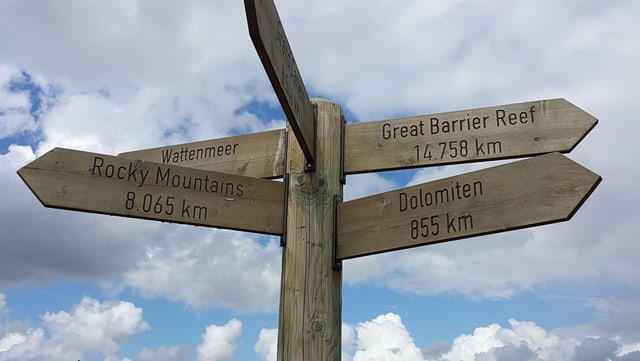 Wattenmeer
Rocky Mountains
8.065 km
Great Barrier Reef
14.758 km
Dolomiten
855 km